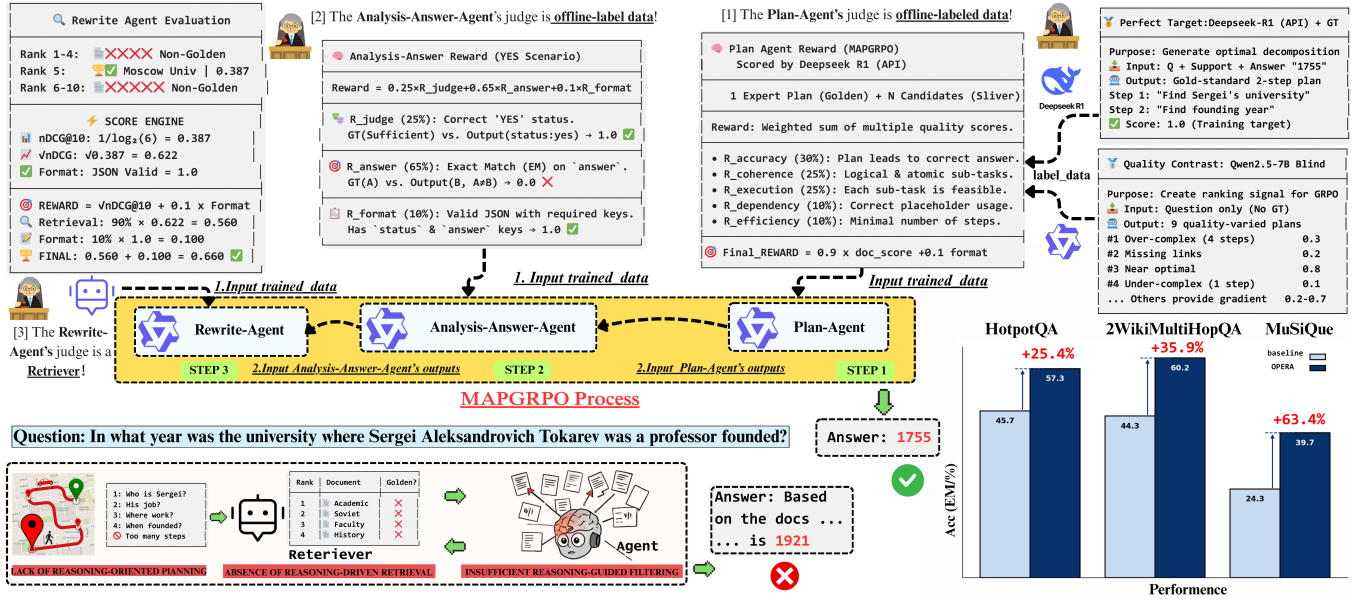 🔍 Rewrite Agent Evaluation
Rank 1-4: 📄❌❌❌❌ Non-Golden
Rank 5: 🏆✅ Moscow Univ | 0.387
Rank 6-10: 📄❌❌❌❌❌ Non-Golden
⚡ SCORE ENGINE
📊 nDCG@10: 1/log₂(6) = 0.387
📈 √nDCG: √0.387 = 0.622
✅ Format: JSON Valid = 1.0
🎯 REWARD = √nDCG@10 + 0.1 x Format
🔍 Retrieval: 90% × 0.622 = 0.560
📝 Format: 10% × 1.0 = 0.100
🏆 FINAL: 0.560 + 0.100 = 0.660 ✅
[3] The Rewrite-
Agent's judge is a
Retriever!
[2] The Analysis-Answer-Agent's judge is offline-label data!
🧠 Analysis-Answer Reward (YES Scenario)
Reward = 0.25×R_judge+0.65×R_answer+0.1×R_format
R_judge (25%): Correct 'YES' status.
GT(Sufficient) vs. Output(status:yes) → 1.0 ✅
🎯 R_answer (65%): Exact Match (EM) on `answer`.
GT(A) vs. Output(B, A≠B) → 0.0 ❌
📋 R_format (10%): Valid JSON with required keys.
Has `status` & `answer` keys → 1.0 ✅
[1] The Plan-Agent's judge is offline-labeled data!
🧠 Plan Agent Reward (MAPGRPO)
Scored by Deepseek R1 (API)
1 Expert Plan (Golden) + N Candidates (Sliver)
Reward: Weighted sum of multiple quality scores.
• R_accuracy (30%): Plan leads to correct answer.
• R_coherence (25%): Logical & atomic sub-tasks.
• R_execution (25%): Each sub-task is feasible.
• R_dependency (10%): Correct placeholder usage.
• R_efficiency (10%): Minimal number of steps.
🎯 Final_REWARD = 0.9 x doc_score +0.1 format
Deepseek R1
label_data
🥇 Perfect Target:Deepseek-R1 (API) + GT
Purpose: Generate optimal decomposition
📥 Input: Q + Support + Answer "1755"
🤖 Output: Gold-standard 2-step plan
Step 1: "Find Sergei's university"
Step 2: "Find founding year"
✅ Score: 1.0 (Training target)
🥈 Quality Contrast: Qwen2.5-7B Blind
Purpose: Create ranking signal for GRPO
📥 Input: Question only (No GT)
🤖 Output: 9 quality-varied plans
#1 Over-complex (4 steps) 0.3
#2 Missing links 0.2
#3 Near optimal 0.8
#4 Under-complex (1 step) 0.1
... Others provide gradient 0.2-0.7
1.Input trained_data
1. Input trained_data
Input trained_data
Rewrite-Agent
Analysis-Answer-Agent
Plan-Agent
STEP 3
2.Input Analysis-Answer-Agent's outputs
STEP 2
2.Input Plan-Agent's outputs
STEP 1
MAPGRPO Process
Question: In what year was the university where Sergei Aleksandrovich Tokarev was a professor founded?
Answer: 1755
1: Who is Sergei?
2: His job?
3: Where work?
4: When founded?
🚫 Too many steps
LACK OF REASONING-ORIENTED PLANNING
Rank Document Golden?
1 📄 Academic ❌
2 📄 Soviet ❌
3 📄 Faculty ❌
4 📄 History ❌
Reteriever
ABSENCE OF REASONING-DRIVEN RETRIEVAL
Agent
INSUFFICIENT REASONING-GUIDED FILTERING
Answer: Based
on the docs ...
... is 1921
HotpotQA
2WikiMultiHopQA
MuSiQue
+25.4%
+35.9%
+63.4%
baseline
OPERA
45.7
57.3
44.3
60.2
24.3
39.7
Acc (EM/%)
Performence